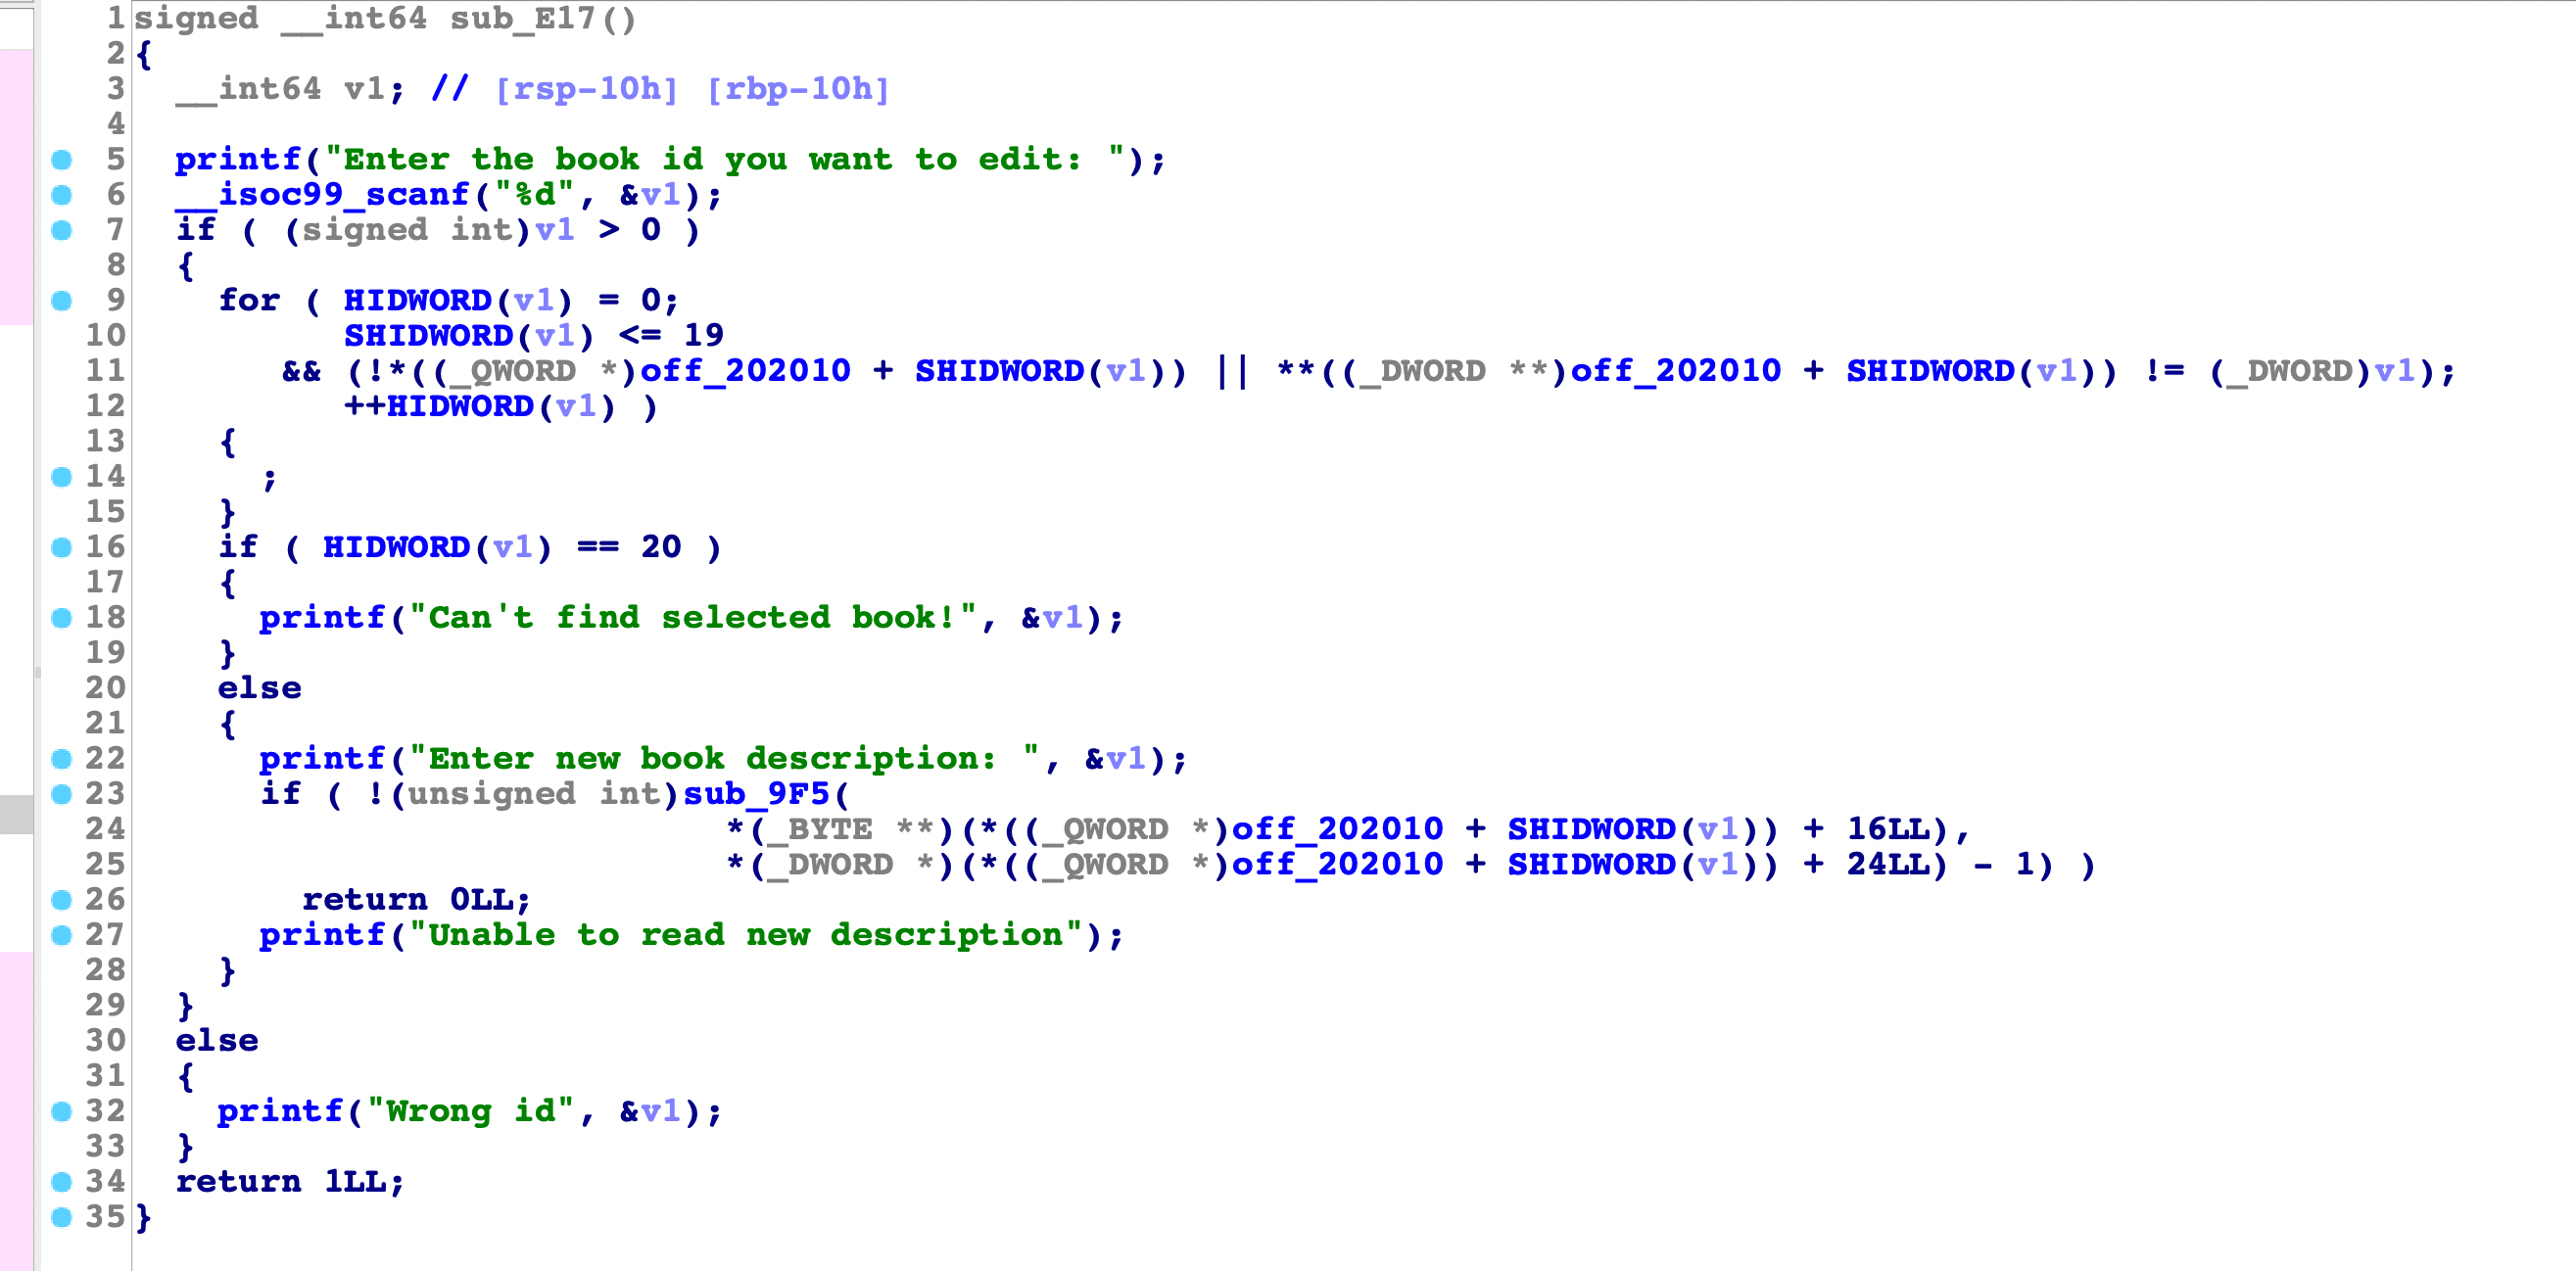 1 signed __int64 sub_E17()
2 {
3   __int64 v1; // [rsp-10h] [rbp-10h]
4
5   printf("Enter the book id you want to edit: ");
6   __isoc99_scanf("%d", &v1);
7   if ( (signed int)v1 > 0 )
8   {
9     for ( HIDWORD(v1) = 0;
10           SHIDWORD(v1) <= 19
11        && (!*((_QWORD *)off_202010 + SHIDWORD(v1)) || **((_DWORD **)off_202010 + SHIDWORD(v1)) != (_DWORD)v1);
12           ++HIDWORD(v1) )
13     {
14       ;
15     }
16     if ( HIDWORD(v1) == 20 )
17     {
18       printf("Can't find selected book!", &v1);
19     }
20     else
21     {
22       printf("Enter new book description: ", &v1);
23       if ( !(unsigned int)sub_9F5(
24                             *(_BYTE **)(*((_QWORD *)off_202010 + SHIDWORD(v1)) + 16LL),
25                             *(_DWORD *)(*((_QWORD *)off_202010 + SHIDWORD(v1)) + 24LL) - 1) )
26         return 0LL;
27       printf("Unable to read new description");
28     }
29   }
30   else
31   {
32     printf("Wrong id", &v1);
33   }
34   return 1LL;
35 }